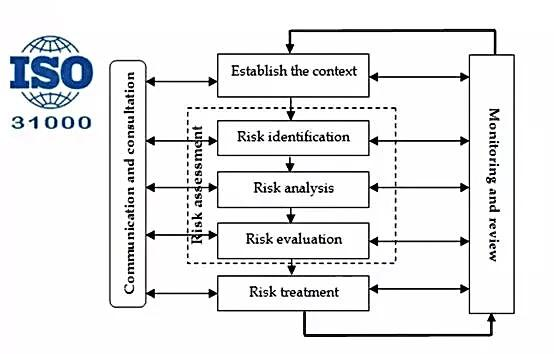 ISO
31000
Communication and consultation
Risk assessment
Establish the context
Risk identification
Risk analysis
Risk evaluation
Risk treatment
Monitoring and review